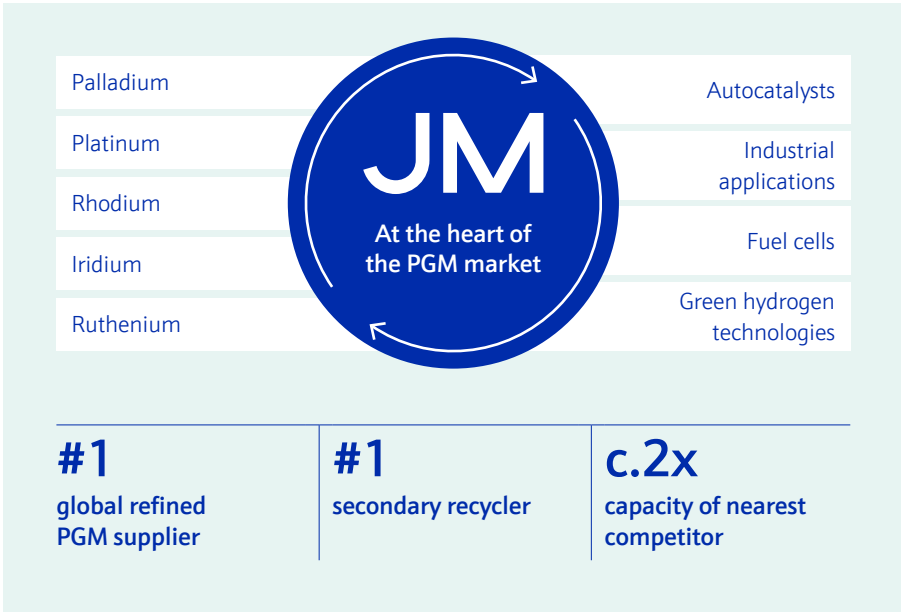 Palladium
Platinum
Rhodium
Iridium
Ruthenium
JM
At the heart of
the PGM market
Autocatalysts
Industrial
applications
Fuel cells
Green hydrogen
technologies
#1
global refined
PGM supplier
#1
secondary recycler
c.2x
capacity of nearest
competitor